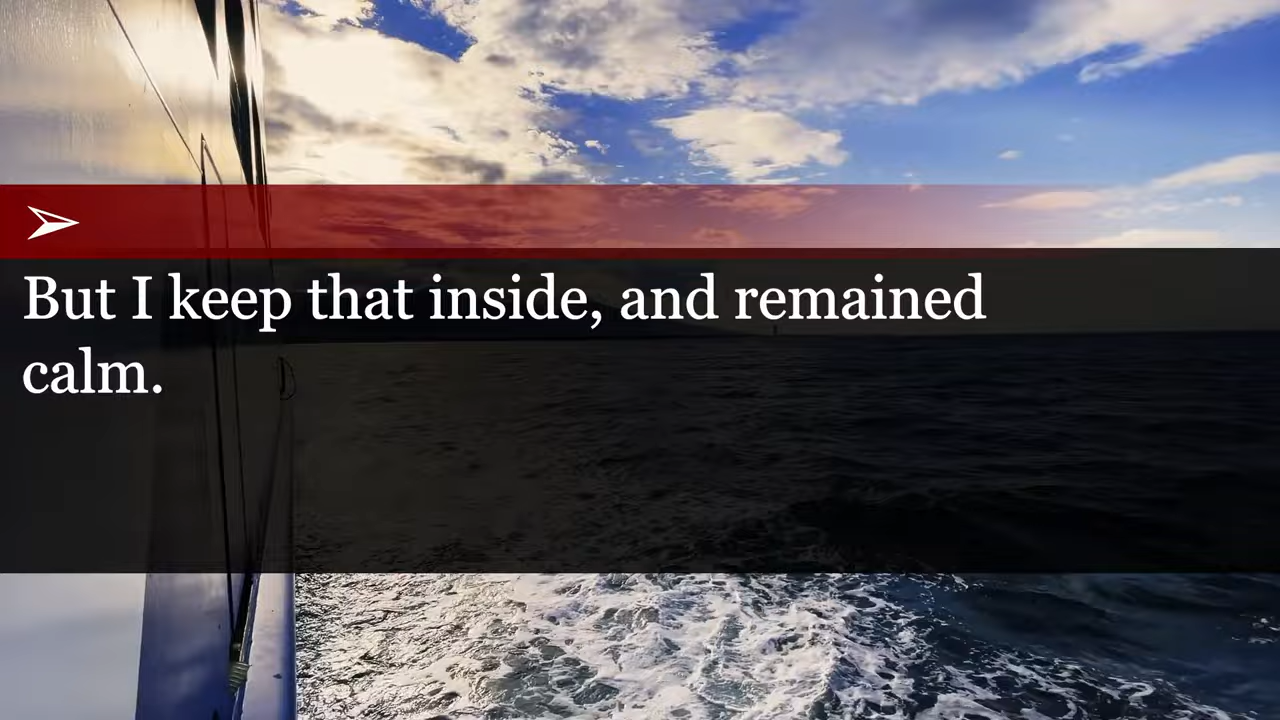 But I keep that inside, and remained
calm.